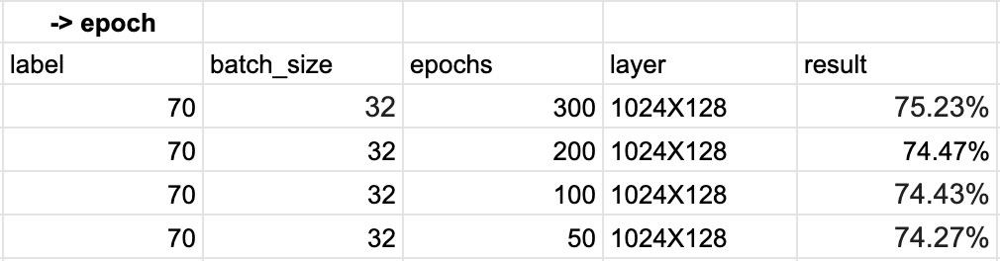 -> epoch
label batch_size epochs layer result
70 32 300 1024X128 75.23%
70 32 200 1024X128 74.47%
70 32 100 1024X128 74.43%
70 32 50 1024X128 74.27%